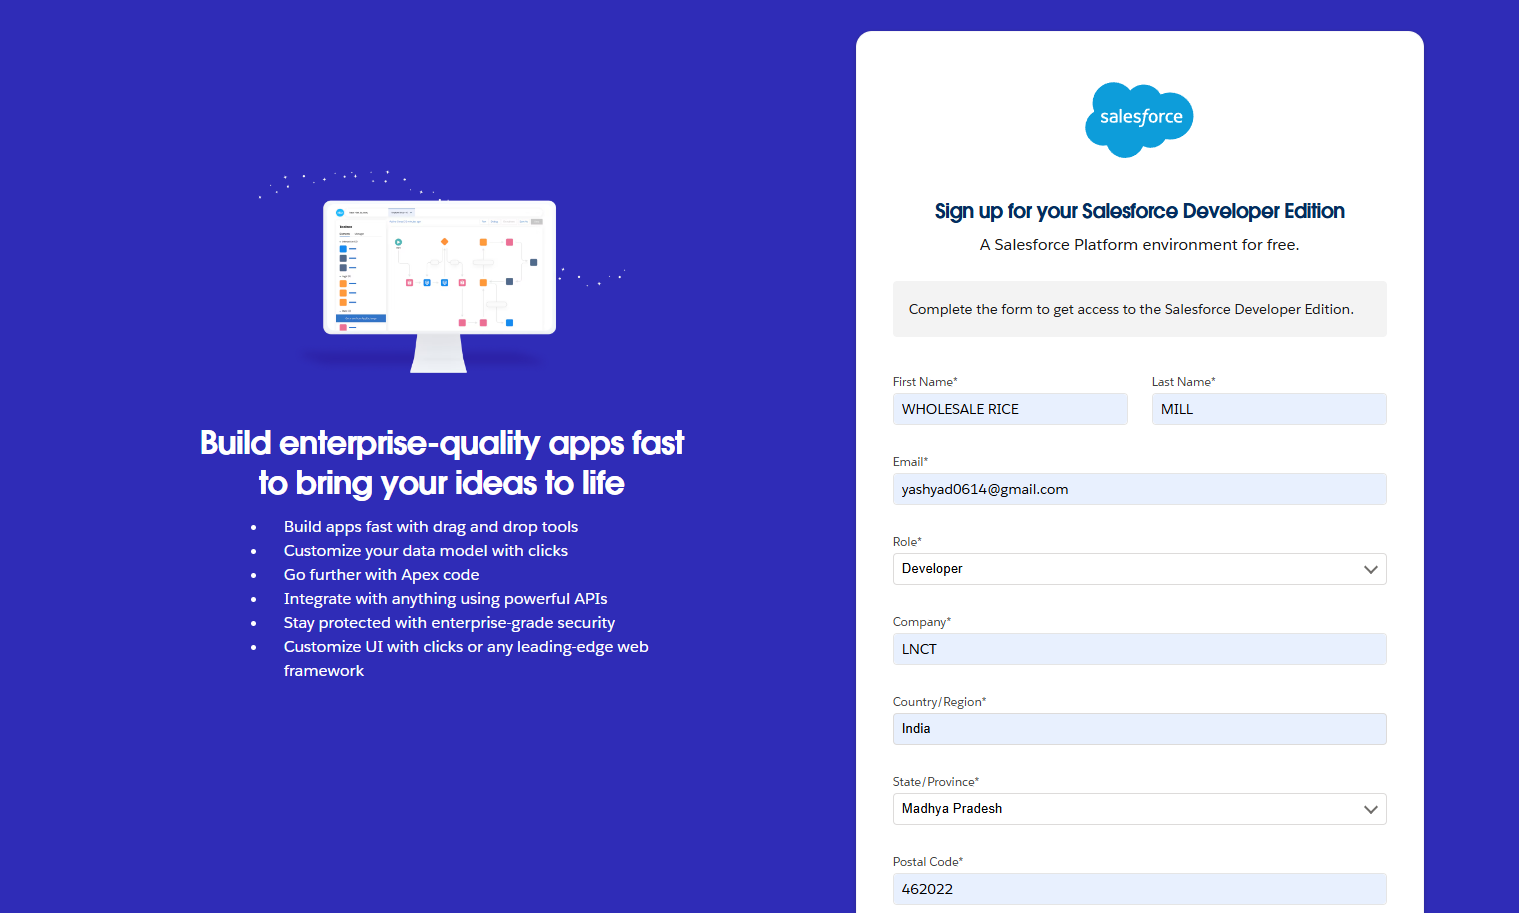 Build enterprise-quality apps fast
to bring your ideas to life
• Build apps fast with drag and drop tools
• Customize your data model with clicks
• Go further with Apex code
• Integrate with anything using powerful APIs
• Stay protected with enterprise-grade security
• Customize UI with clicks or any leading-edge web
framework
salesforce
Sign up for your Salesforce Developer Edition
A Salesforce Platform environment for free.
Complete the form to get access to the Salesforce Developer Edition.
First Name* Last Name*
WHOLESALE RICE MILL
Email*
yashyad0614@gmail.com
Role*
Developer
Company*
LNCT
Country/Region*
India
State/Province*
Madhya Pradesh
Postal Code*
462022